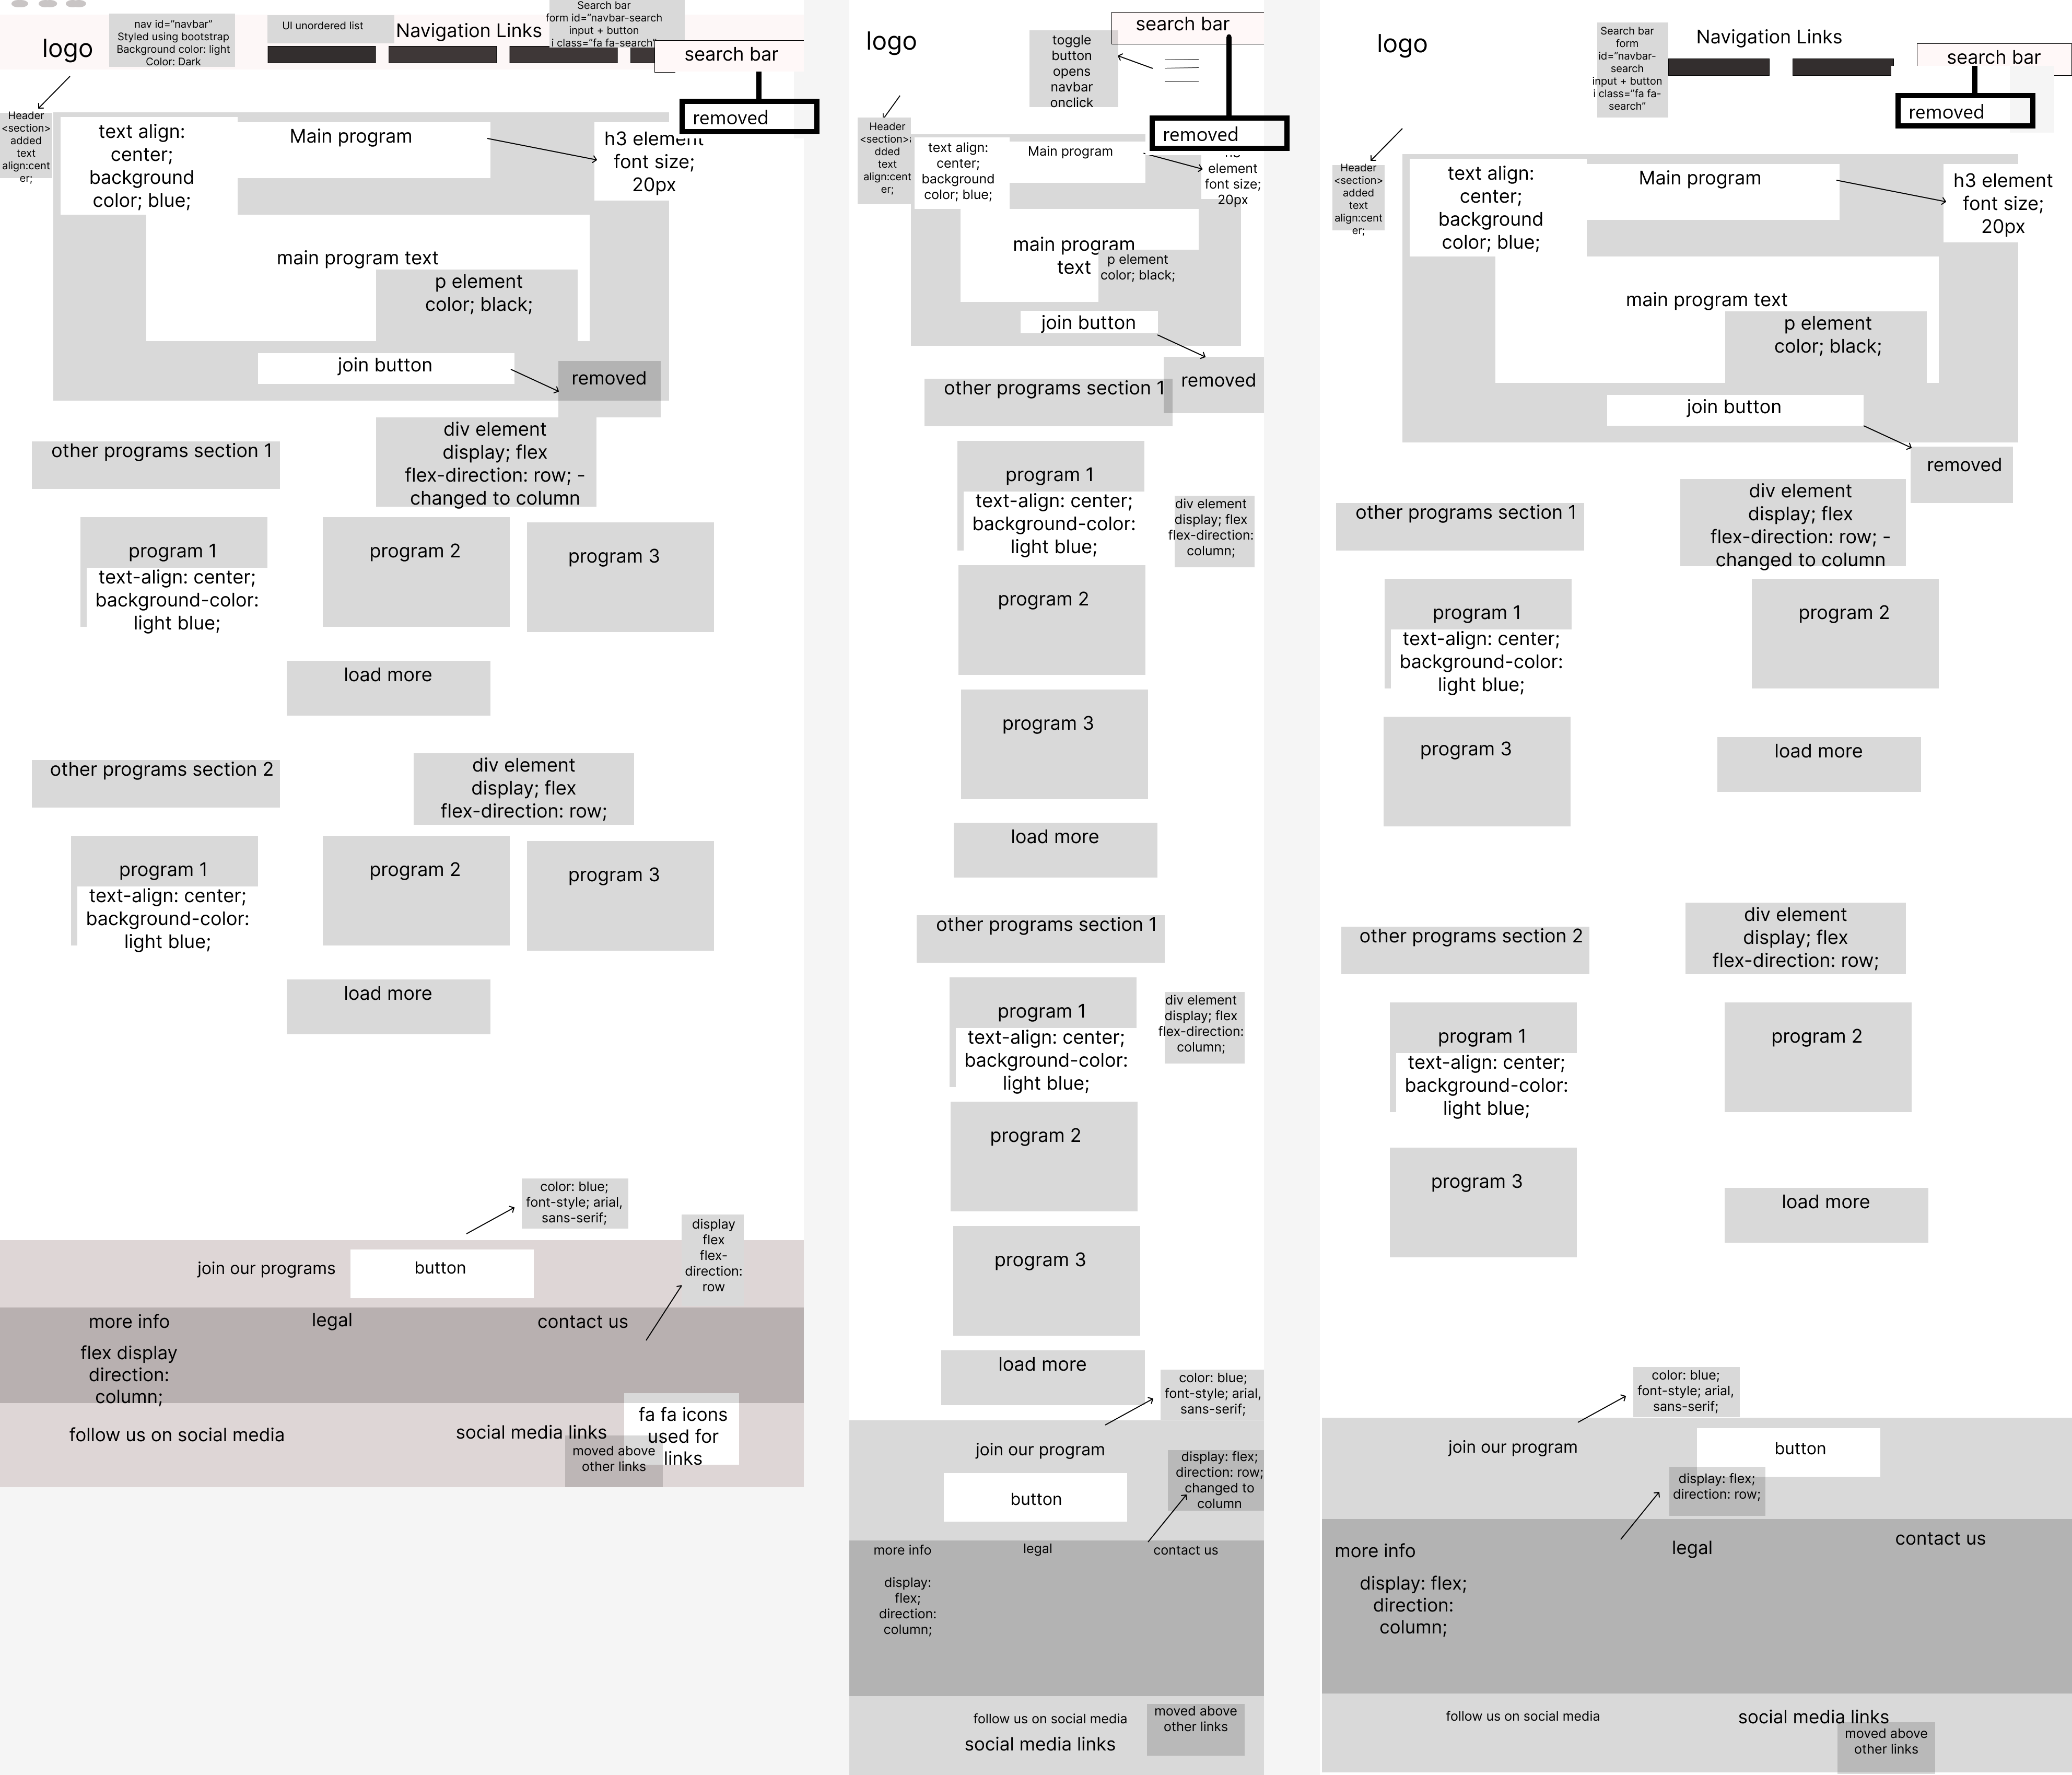 logo
nav id="navbar"
Styled using bootstrap
Background color: light
Color: Dark
UI unordered list
Navigation Links
Search bar
form id="navbar-search
input + button
i class="fa fa-search"
search bar
removed
Header
<section>
added
text
align:cent
er;
text align:
center;
background
color; blue;
Main program
h3 element
font size;
20px
main program text
p element
color; black;
join button
removed
other programs section 1
div element
display; flex
flex-direction: row; -
changed to column
program 1
text-align: center;
background-color:
light blue;
program 2
program 3
load more
other programs section 2
div element
display; flex
flex-direction: row;
program 1
text-align: center;
background-color:
light blue;
program 2
program 3
load more
color: blue;
font-style; arial,
sans-serif;
display
flex
flex-
direction:
row
join our programs
button
more info
legal
contact us
flex display
direction:
column;
follow us on social media
social media links
fa fa icons
used for
links
moved above
other links
logo
toggle
button
opens
navbar
onclick
search bar
removed
Header
<section>
dded
text
align:cent
er;
text align:
center;
background
color; blue;
Main program
h3
element
font size;
20px
main program
text
p element
color; black;
join button
removed
other programs section 1
program 1
text-align: center;
background-color:
light blue;
div element
display; flex
flex-direction:
column;
program 2
program 3
load more
other programs section 1
program 1
text-align: center;
background-color:
light blue;
div element
display; flex
flex-direction:
column;
program 2
program 3
load more
color: blue;
font-style; arial,
sans-serif;
join our program
button
display: flex;
direction: row;
changed to
column
more info
legal
contact us
display:
flex;
direction:
column;
follow us on social media
social media links
moved above
other links
logo
Search bar
form
id="navbar-
search
input + button
i class="fa fa-
search"
Navigation Links
search bar
removed
Header
<section>
added
text
align:cent
er;
text align:
center;
background
color; blue;
Main program
h3 element
font size;
20px
main program text
p element
color; black;
join button
removed
other programs section 1
div element
display; flex
flex-direction: row; -
changed to column
program 1
text-align: center;
background-color:
light blue;
program 2
program 3
load more
other programs section 2
div element
display; flex
flex-direction: row;
program 1
text-align: center;
background-color:
light blue;
program 2
program 3
load more
color: blue;
font-style; arial,
sans-serif;
join our program
button
display: flex;
direction: row;
more info
legal
contact us
display: flex;
direction:
column;
follow us on social media
social media links
moved above
other links